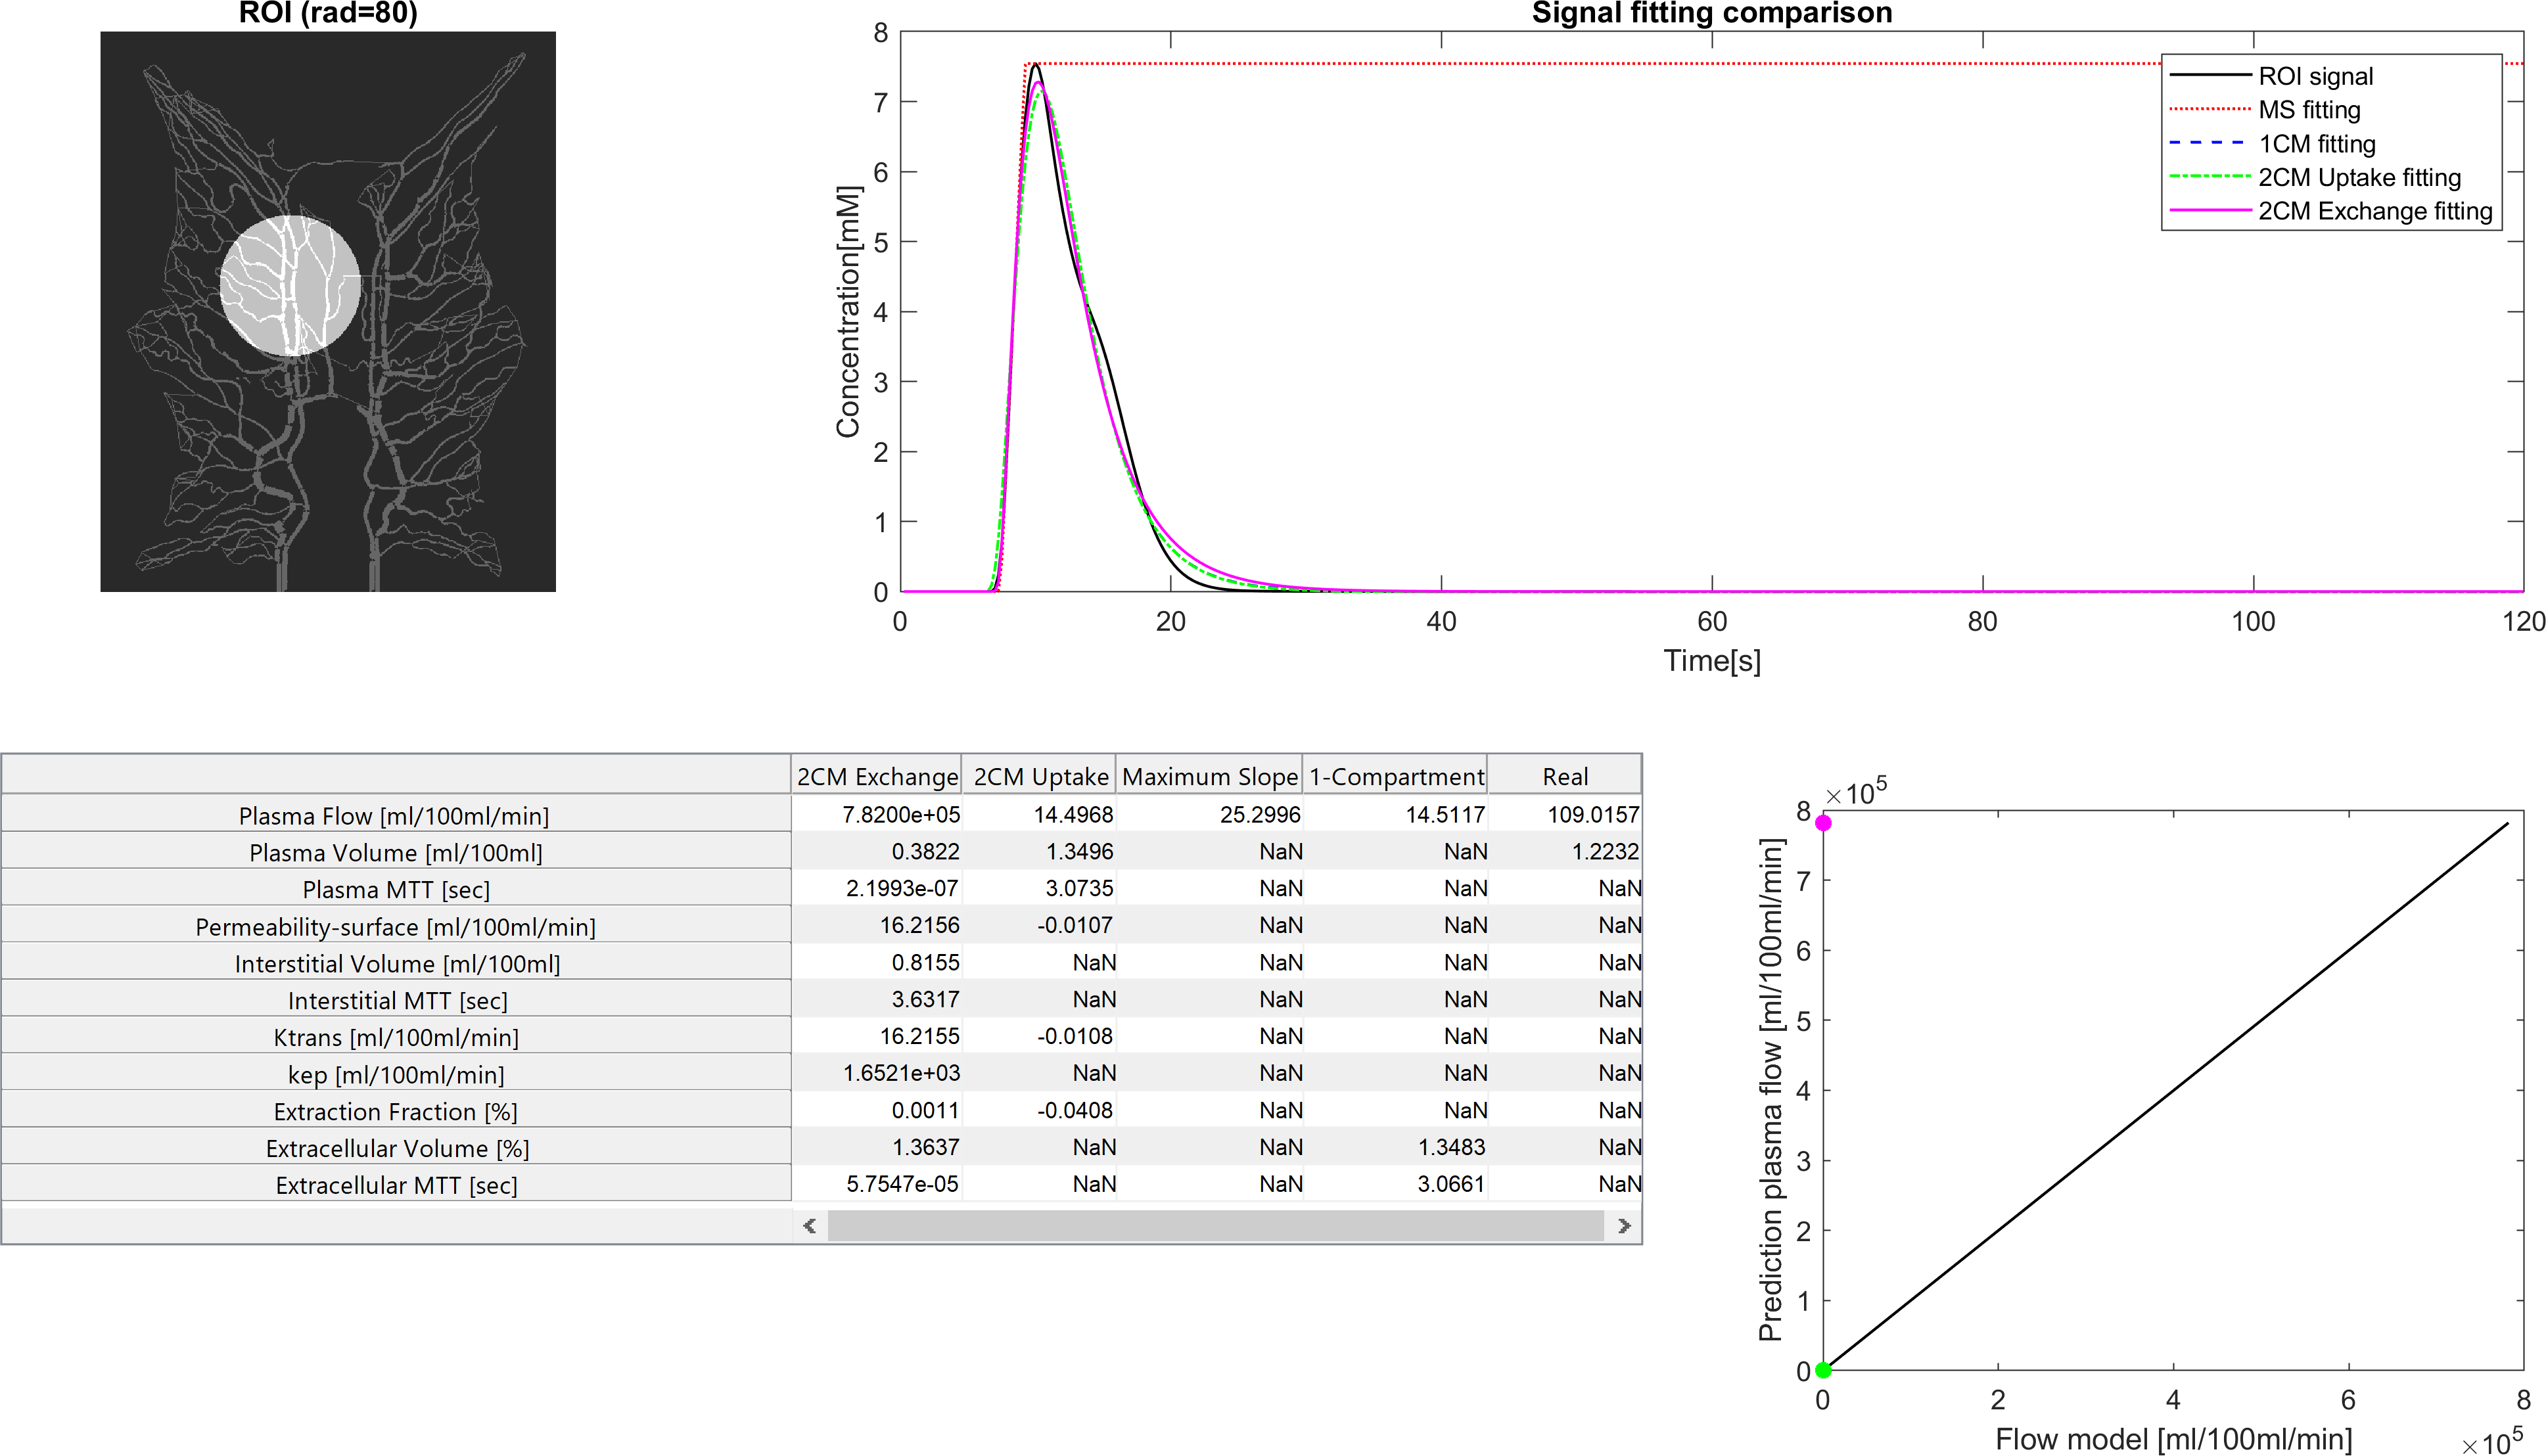 ROI (rad=80)
Signal fitting comparison
8
7
6
5
4
3
2
1
0
Concentration[mM]
0 20 40 60 80 100 120
Time[s]
ROI signal
MS fitting
1CM fitting
2CM Uptake fitting
2CM Exchange fitting
2CM Exchange 2CM Uptake Maximum Slope 1-Compartment Real
Plasma Flow [ml/100ml/min] 7.8200e+05 14.4968 25.2996 14.5117 109.0157
Plasma Volume [ml/100ml] 0.3822 1.3496 NaN NaN 1.2232
Plasma MTT [sec] 2.1993e-07 3.0735 NaN NaN NaN
Permeability-surface [ml/100ml/min] 16.2156 -0.0107 NaN NaN NaN
Interstitial Volume [ml/100ml] 0.8155 NaN NaN NaN NaN
Interstitial MTT [sec] 3.6317 NaN NaN NaN NaN
Ktrans [ml/100ml/min] 16.2155 -0.0108 NaN NaN NaN
kep [ml/100ml/min] 1.6521e+03 NaN NaN NaN NaN
Extraction Fraction [%] 0.0011 -0.0408 NaN NaN NaN
Extracellular Volume [%] 1.3637 NaN NaN 1.3483 NaN
Extracellular MTT [sec] 5.7547e-05 NaN NaN 3.0661 NaN
×10⁵
8
7
6
5
4
3
2
1
0
Prediction plasma flow [ml/100ml/min]
0 2 4 6 8
Flow model [ml/100ml/min]
×10⁵